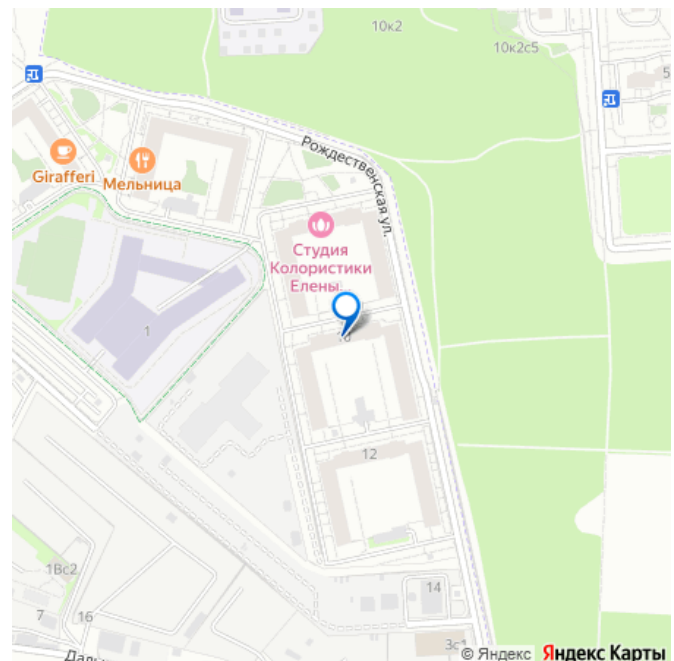 10к2
10к2с5
5
Рождественская ул.
Girafferi
Мельница
Студия
Колористики
Елены...
1
12
1Вс2
7
16
14
3с1
© Яндекс Яндекс Карты